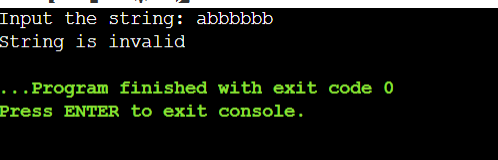 Input the string: abbbbbb
String is invalid
...Program finished with exit code 0
Press ENTER to exit console.